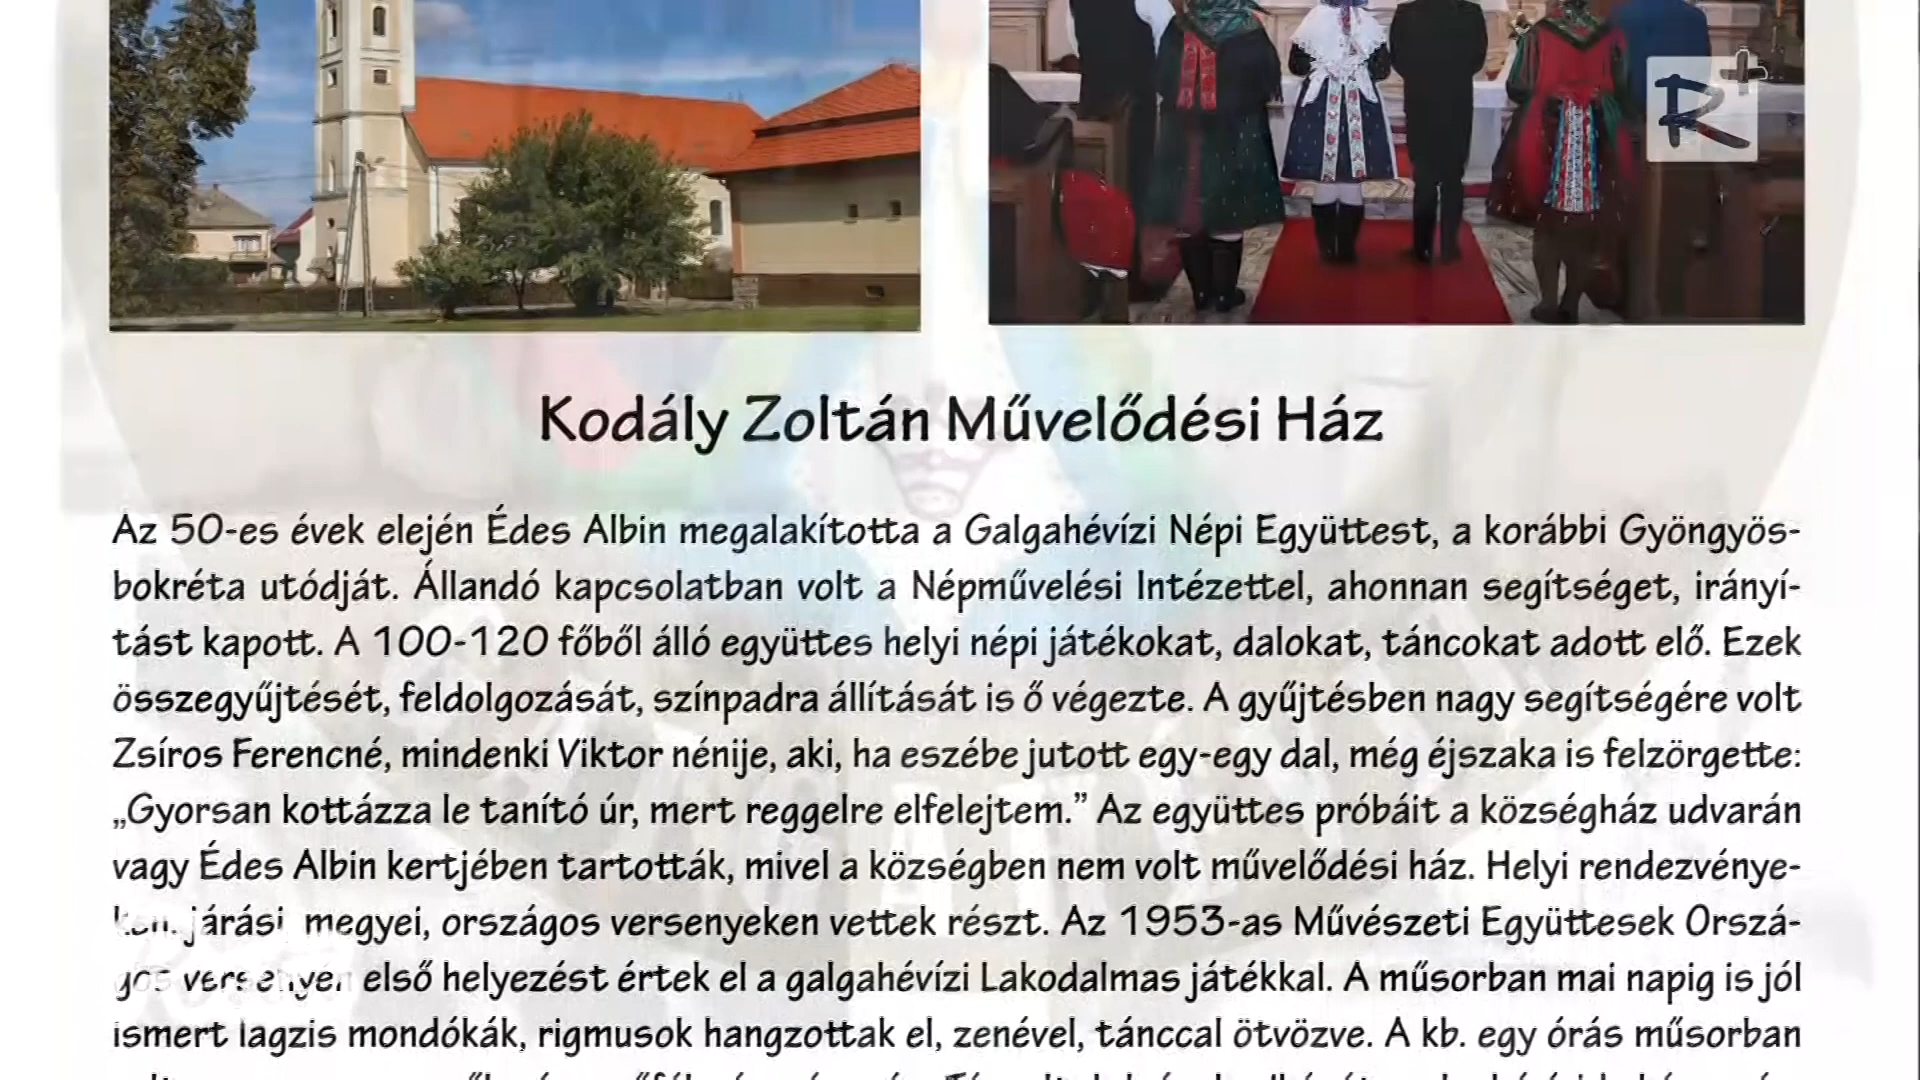 R+
Kodály Zoltán Művelődési Ház
Az 50-es évek elején Édes Albin megalakította a Galgahévízi Népi Együttest, a korábbi Gyöngyös-
bokréta utódját. Állandó kapcsolatban volt a Népművelési Intézettel, ahonnan segítséget, irányí-
tást kapott. A 100-120 főből álló együttes helyi népi játékokat, dalokat, táncokat adott elő. Ezek
összegyűjtését, feldolgozását, színpadra állítását is ő végezte. A gyűjtésben nagy segítségére volt
Zsíros Ferencné, mindenki Viktor nénije, aki, ha eszébe jutott egy-egy dal, még éjszaka is felzörgette:
„Gyorsan kottázza le tanító úr, mert reggelre elfelejtem.” Az együttes próbáit a községház udvarán
vagy Édes Albin kertjében tartották, mivel a községben nem volt művelődési ház. Helyi rendezvénye-
ken, járási, megyei, országos versenyeken vettek részt. Az 1953-as Művészeti Együttesek Orszá-
gos versenyén első helyezést értek el a galgahévízi Lakodalmas játékkal. A műsorban mai napig is jól
ismert lagzis mondókák, rigmusok hangzottak el, zenével, tánccal ötvözve. A kb. egy órás műsorban